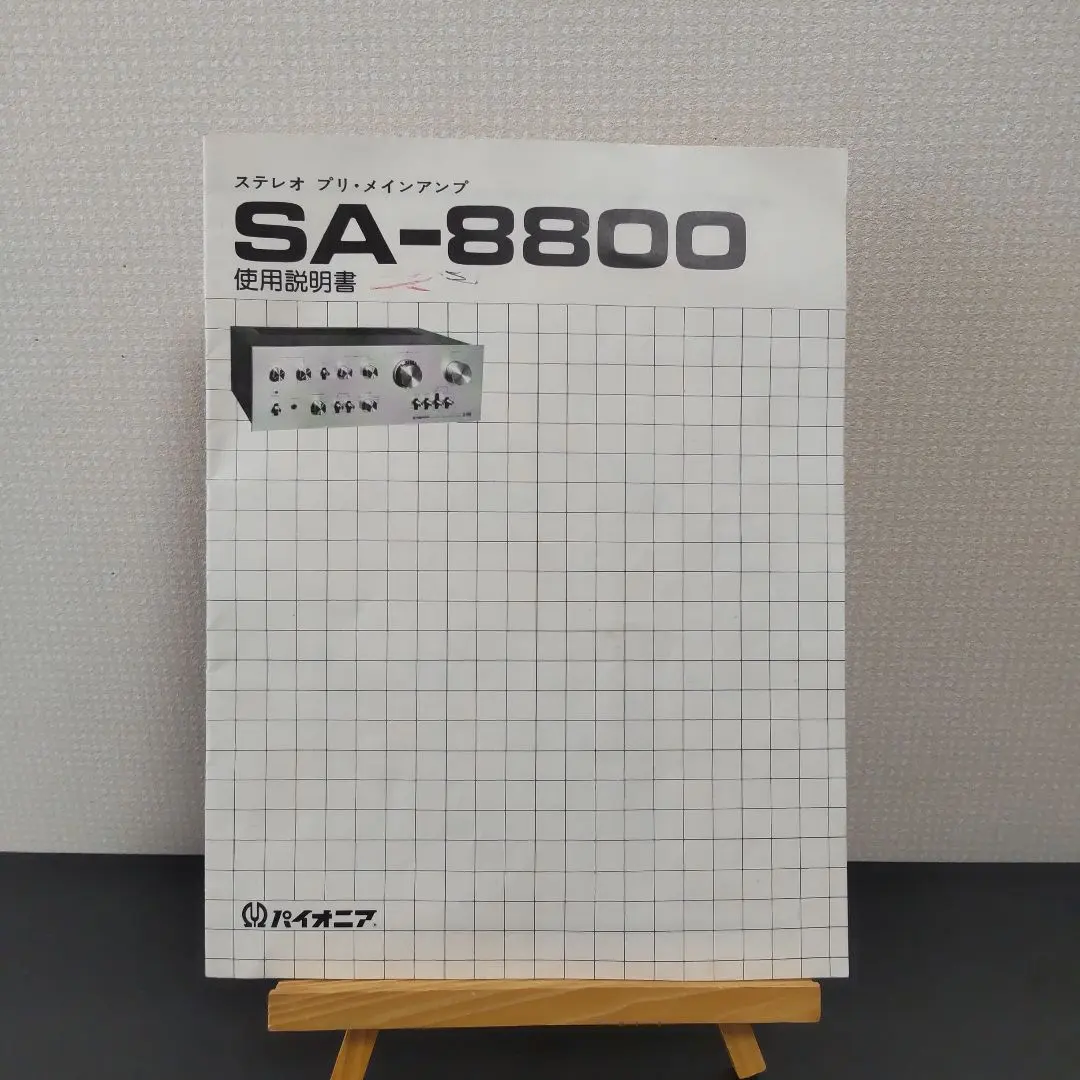 ステレオ プリ・メインアンプ
SA-8800
使用説明書
パイオニア